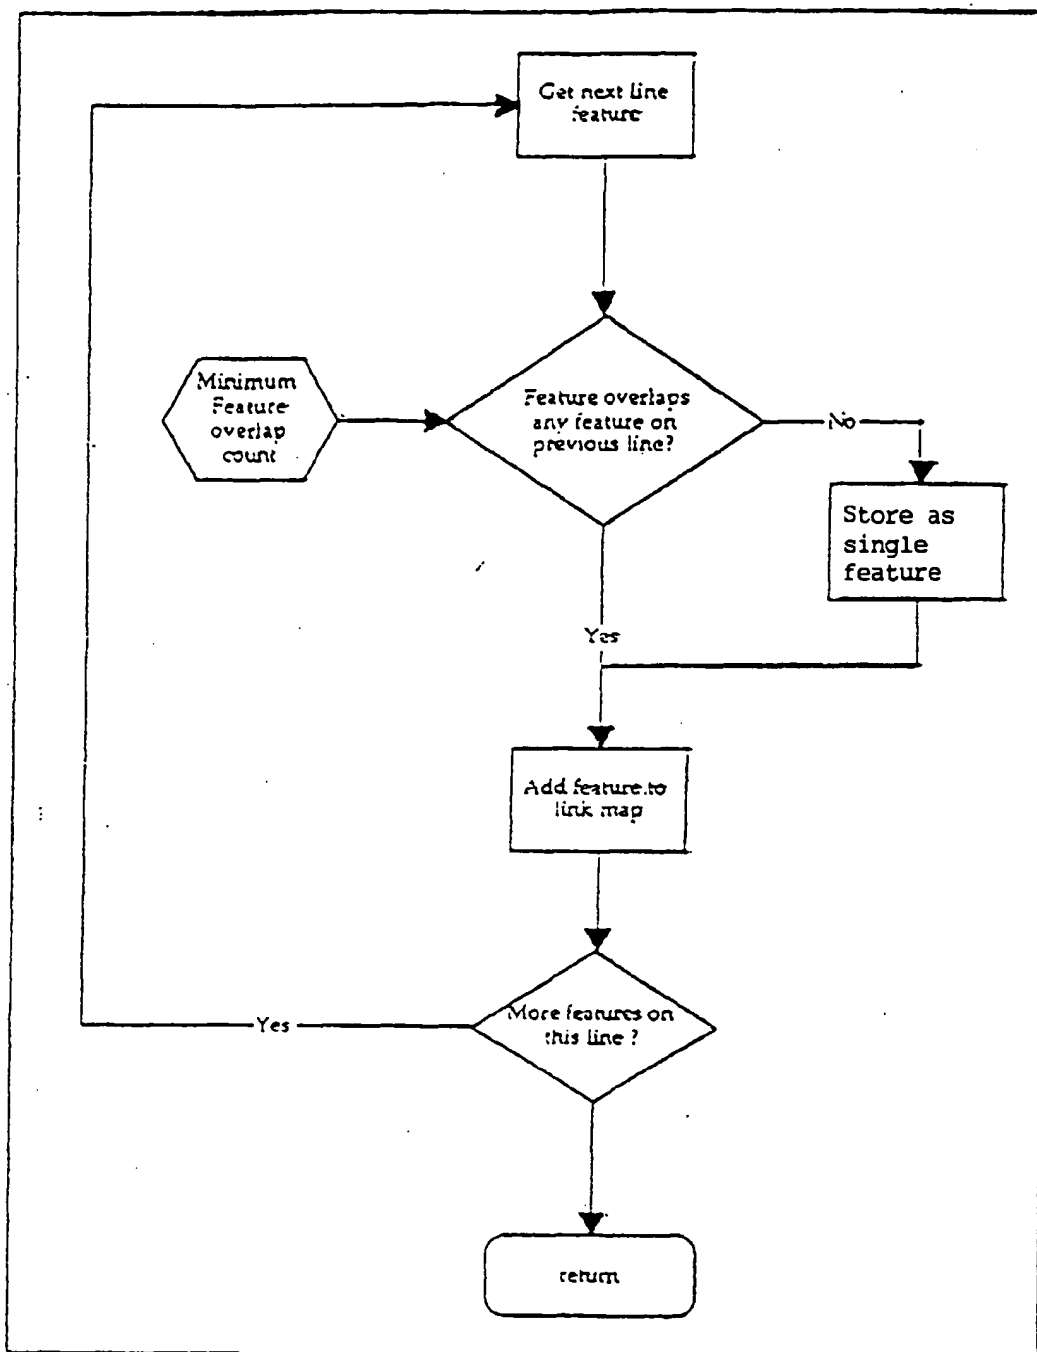 Get next line
feature
Minimum
Feature
overlap
count
Feature overlaps
any feature on
previous line?
No
Store as
single
feature
Yes
Add feature to
link map
More features on
this line ?
Yes
return